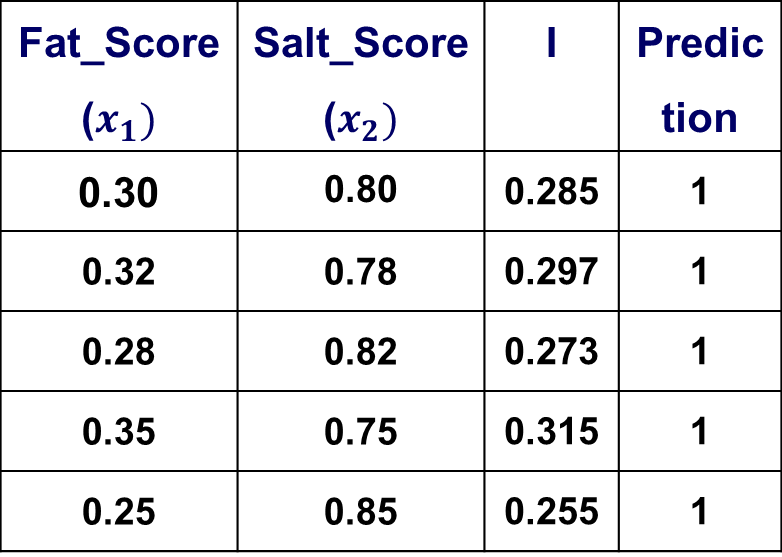 Fat_Score Salt_Score I Predic
(x₁) (x₂) tion
0.30 0.80 0.285 1
0.32 0.78 0.297 1
0.28 0.82 0.273 1
0.35 0.75 0.315 1
0.25 0.85 0.255 1